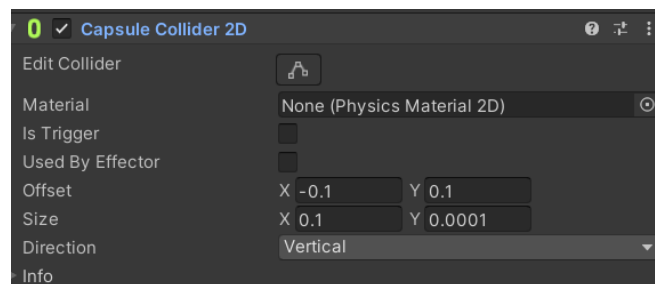 Capsule Collider 2D
Edit Collider
Material None (Physics Material 2D)
Is Trigger
Used By Effector
Offset X -0.1 Y 0.1
Size X 0.1 Y 0.0001
Direction Vertical
Info